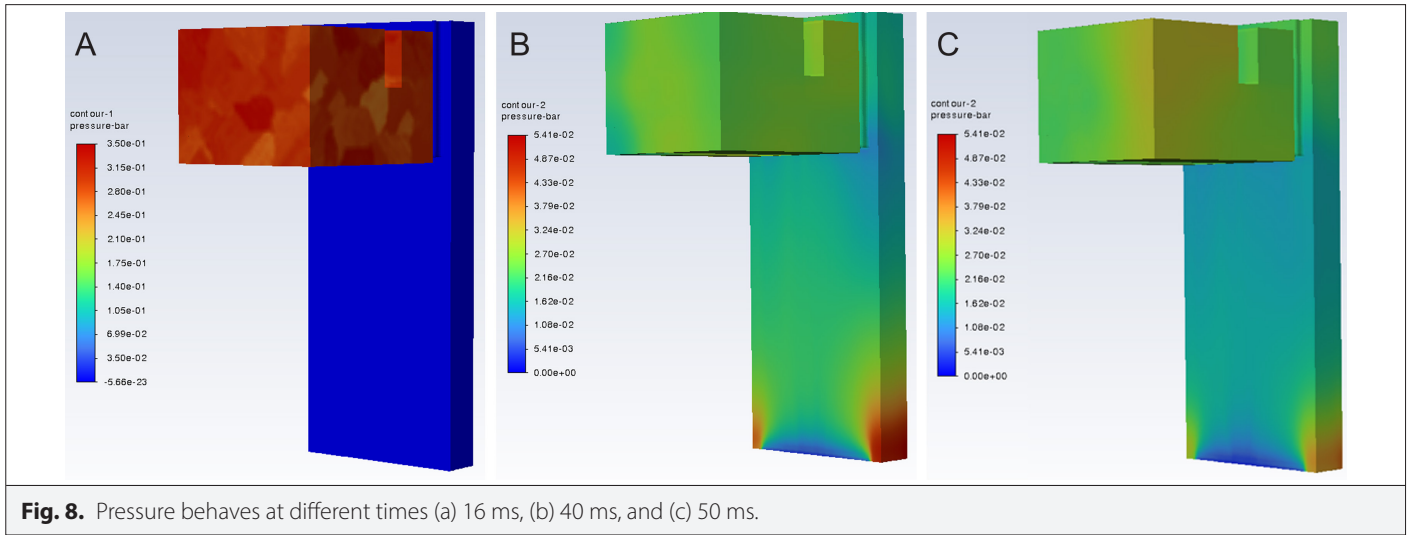 A
contour-1
pressure-bar
3.50e-01
3.15e-01
2.80e-01
2.45e-01
2.10e-01
1.75e-01
1.40e-01
1.05e-01
6.99e-02
3.50e-02
-5.66e-23
B
contour-2
pressure-bar
5.41e-02
4.87e-02
4.33e-02
3.79e-02
3.24e-02
2.70e-02
2.16e-02
1.62e-02
1.08e-02
5.41e-03
0.00e+00
C
contour-2
pressure-bar
5.41e-02
4.87e-02
4.33e-02
3.79e-02
3.24e-02
2.70e-02
2.16e-02
1.62e-02
1.08e-02
5.41e-03
0.00e+00
Fig. 8. Pressure behaves at different times (a) 16 ms, (b) 40 ms, and (c) 50 ms.